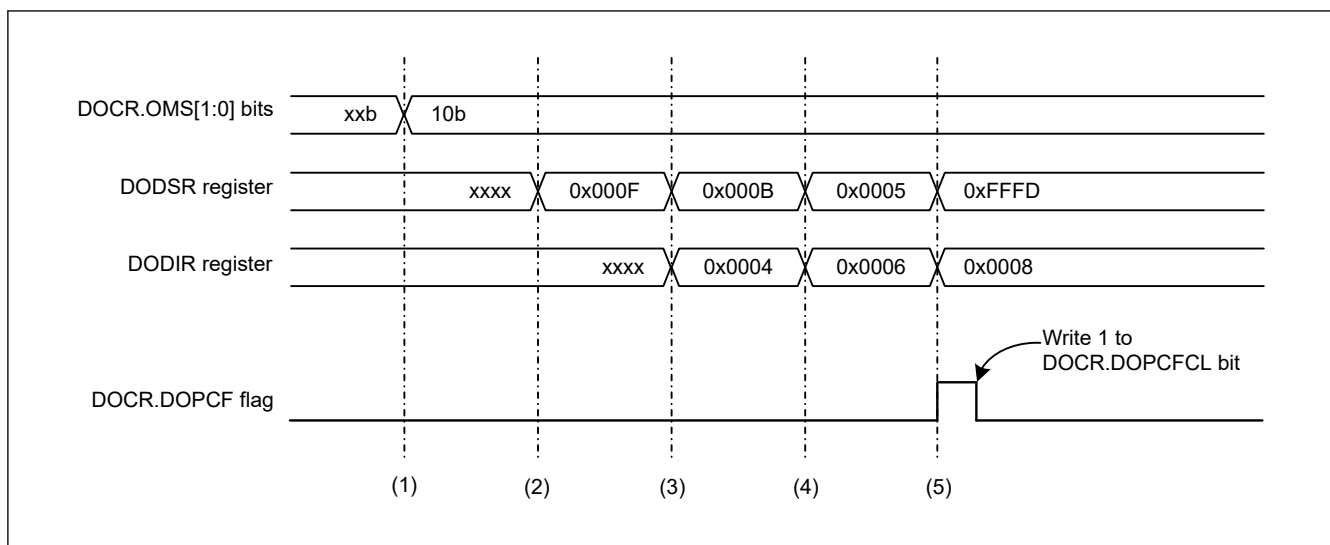 DOCR.OMS[1:0] bits xxb 10b
DODSR register xxxx 0x000F 0x000B 0x0005 0xFFFD
DODIR register xxxx 0x0004 0x0006 0x0008
Write 1 to
DOCR.DOPCFCL bit
DOCR.DOPCF flag
(1) (2) (3) (4) (5)